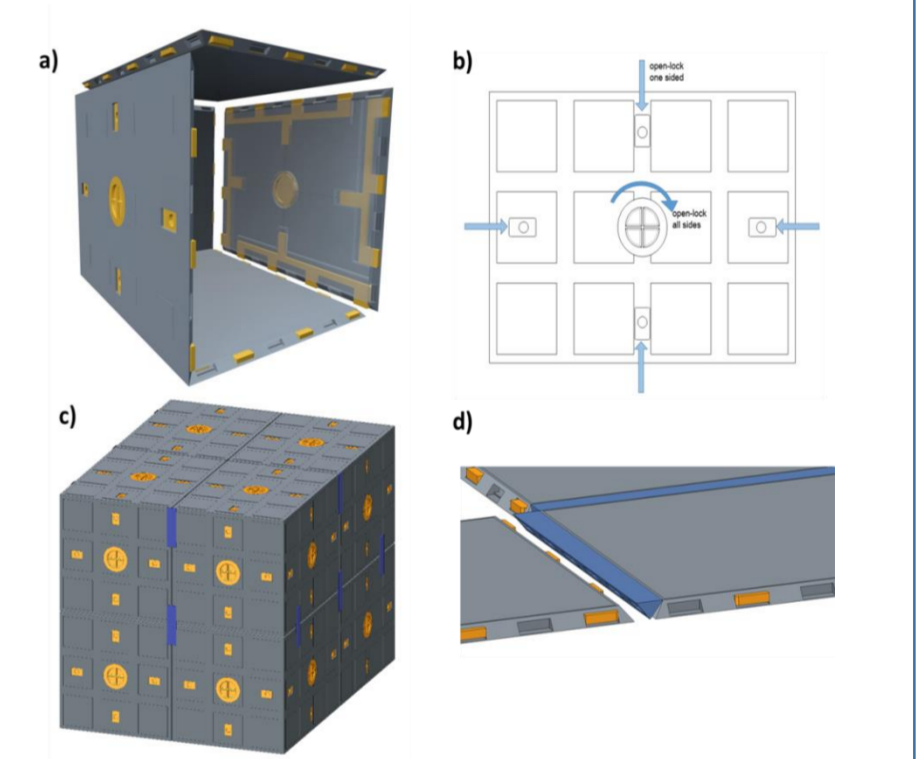 a)
b)
open-lock
one sided
open-lock
all sides
c)
d)